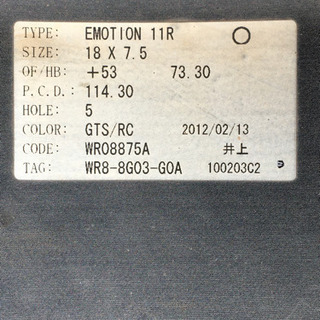 TYPE: EMOTION 11R ○
SIZE: 18 X 7.5
OF/HB: +53 73.30
P.C.D.: 114.30
HOLE: 5
COLOR: GTS/RC 2012/02/13
CODE: WR08875A 井上
TAG: WR8-8G03-G0A 100203C2